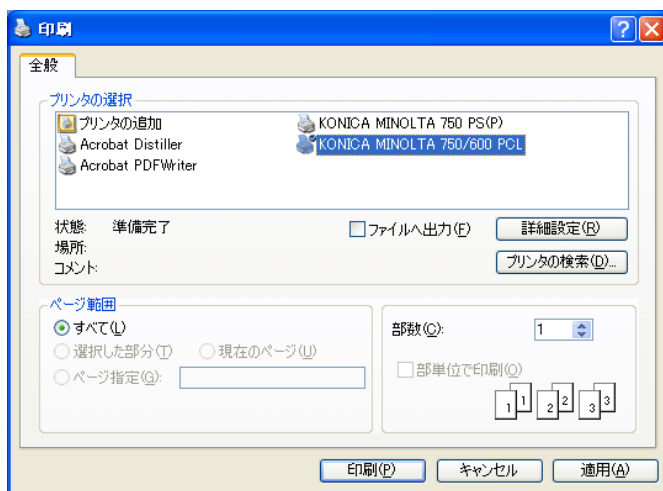 印刷
全般
プリンタの選択
プリンタの追加
KONICA MINOLTA 750 PS(P)
Acrobat Distiller
KONICA MINOLTA 750/600 PCL
Acrobat PDFWriter
状態: 準備完了
ファイルへ出力(F)
詳細設定(R)
場所:
コメント:
プリンタの検索(D)...
ページ範囲
すべて(L)
部数(C): 1
選択した部分(T)
現在のページ(U)
部単位で印刷(O)
ページ指定(G):
1 1 2 2 3 3
印刷(P)
キャンセル
適用(A)